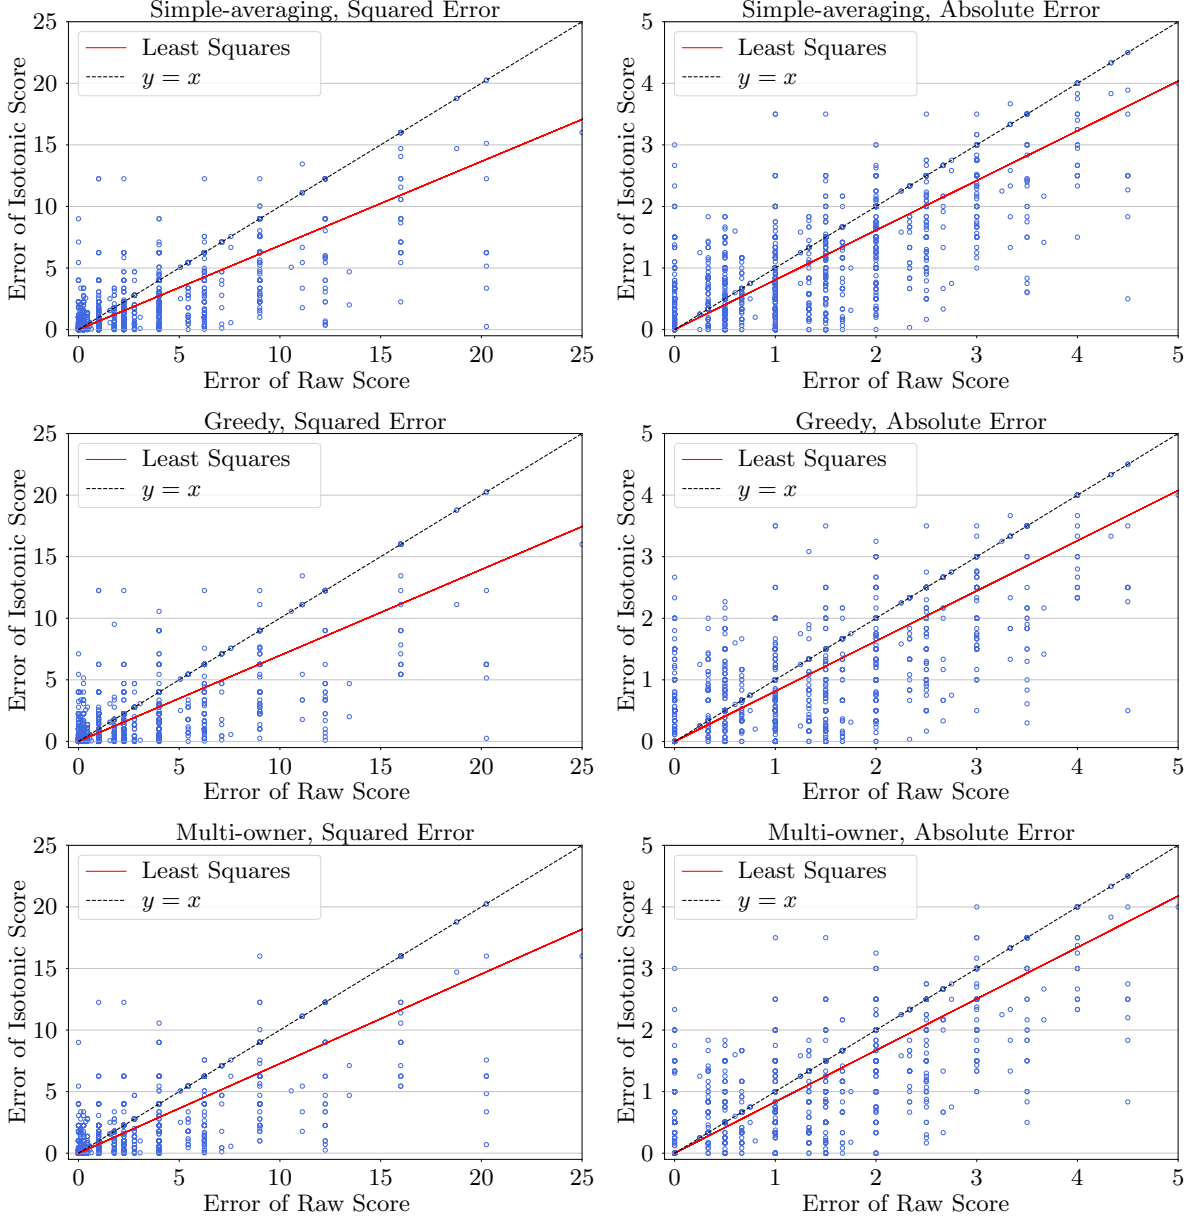 Simple-averaging, Squared Error
25
20
15
10
5
0
Error of Isotonic Score
Least Squares
y = x
0 5 10 15 20 25
Error of Raw Score
Simple-averaging, Absolute Error
5
4
3
2
1
0
Error of Isotonic Score
Least Squares
y = x
0 1 2 3 4 5
Error of Raw Score
Greedy, Squared Error
25
20
15
10
5
0
Error of Isotonic Score
Least Squares
y = x
0 5 10 15 20 25
Error of Raw Score
Greedy, Absolute Error
5
4
3
2
1
0
Error of Isotonic Score
Least Squares
y = x
0 1 2 3 4 5
Error of Raw Score
Multi-owner, Squared Error
25
20
15
10
5
0
Error of Isotonic Score
Least Squares
y = x
0 5 10 15 20 25
Error of Raw Score
Multi-owner, Absolute Error
5
4
3
2
1
0
Error of Isotonic Score
Least Squares
y = x
0 1 2 3 4 5
Error of Raw Score